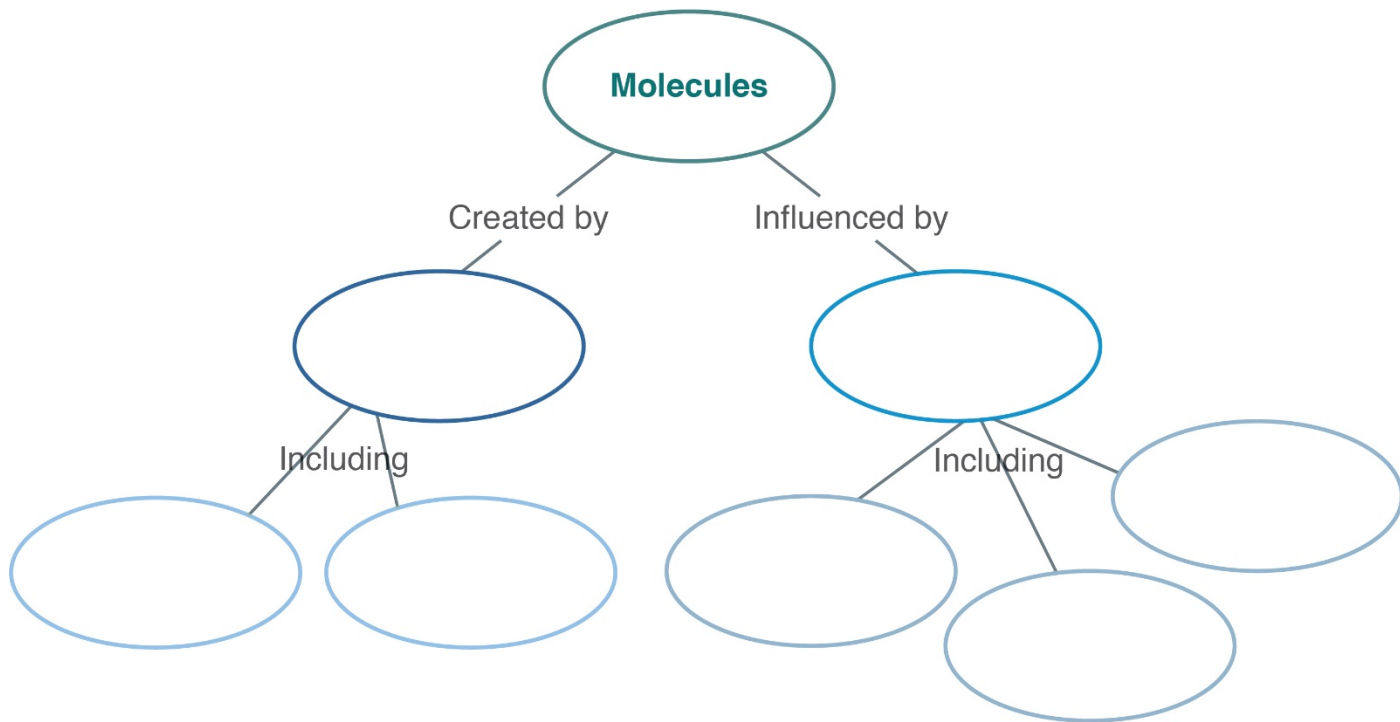 Molecules
Created by
Influenced by
Including
Including